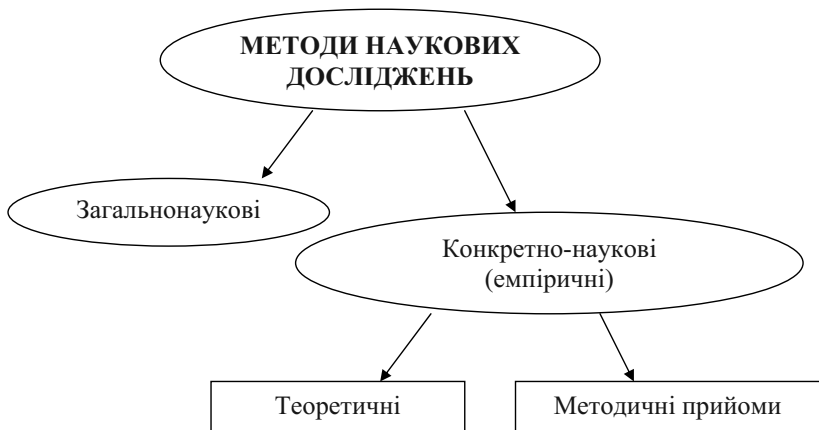 МЕТОДИ НАУКОВИХ
ДОСЛІДЖЕНЬ
Загальнонаукові
Конкретно-наукові
(емпіричні)
Теоретичні
Методичні прийоми